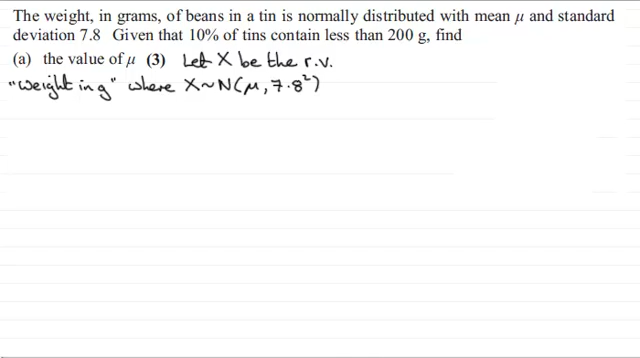 The weight, in grams, of beans in a tin is normally distributed with mean μ and standard
deviation 7.8  Given that 10% of tins contain less than 200 g, find
(a) the value of μ (3) Let X be the r.v.
"weight in g" where X~N(μ, 7.8²)